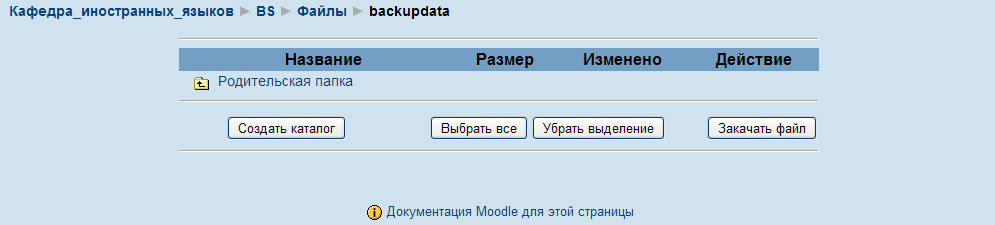 Кафедра_иностранных_языков ► BS ► Файлы ► backupdata
Название Размер Изменено Действие
Родительская папка
Создать каталог Выбрать все Убрать выделение Закачать файл
Документация Moodle для этой страницы